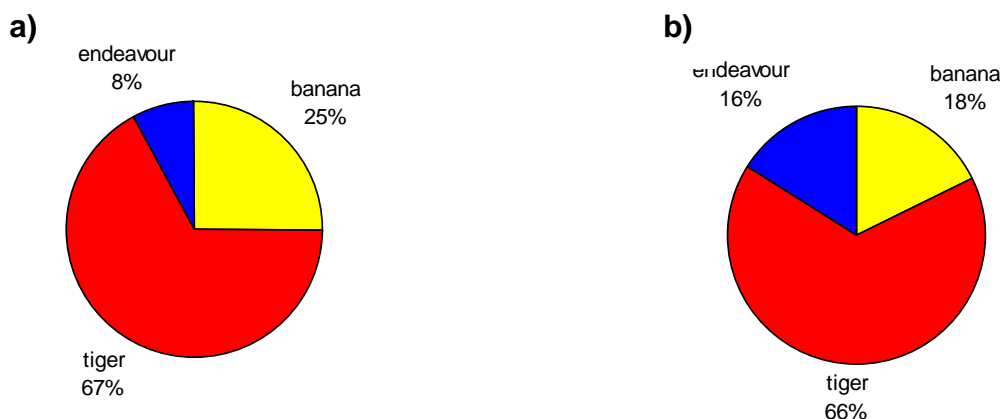 a)
endeavour
8%
banana
25%
tiger
67%
b)
endeavour
16%
banana
18%
tiger
66%